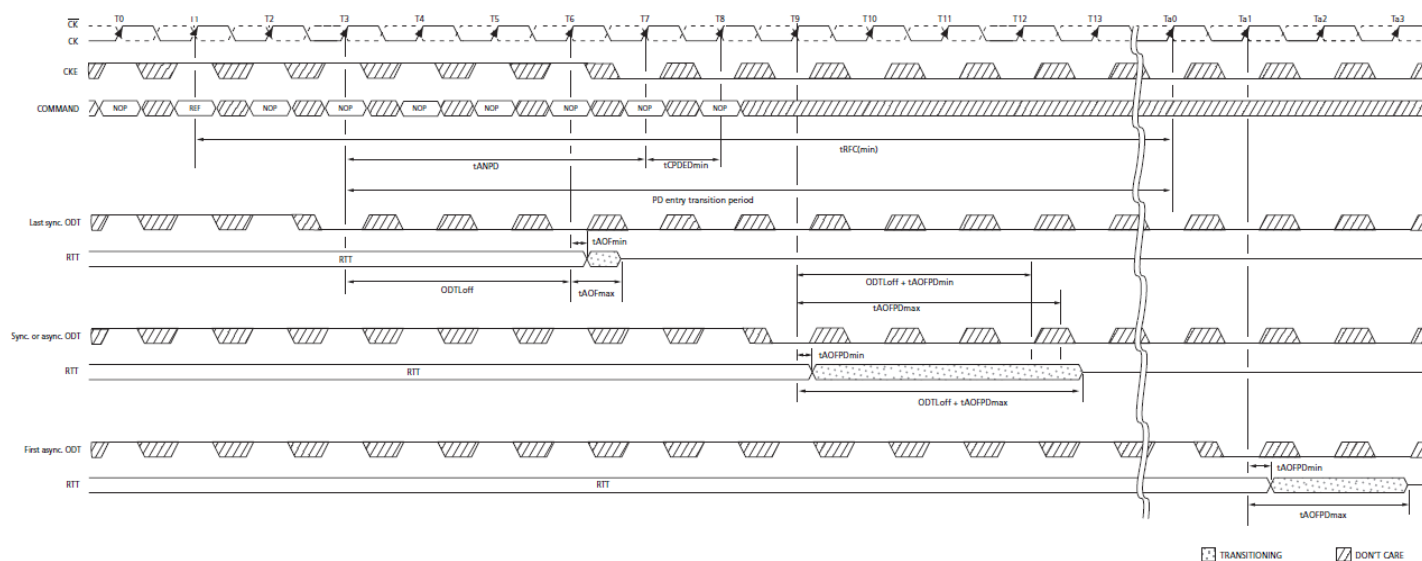 T0 T1 T2 T3 T4 T5 T6 T7 T8 T9 T10 T11 T12 T13 Ta0 Ta1 Ta2 Ta3
CK
CK
CKE
COMMAND NOP REF NOP NOP NOP NOP NOP NOP NOP
tRFC(min)
tANPD tCPDEDmin
PD entry transition period
Last sync. ODT
tAOFmin
RTT RTT
ODTLoff tAOFmax
ODTLoff + tAOFPDmin
tAOFPDmax
Sync. or async. ODT
tAOFPDmin
RTT RTT
ODTLoff + tAOFPDmax
First async. ODT
tAOFPDmin
RTT RTT
tAOFPDmax
TRANSITIONING DON'T CARE